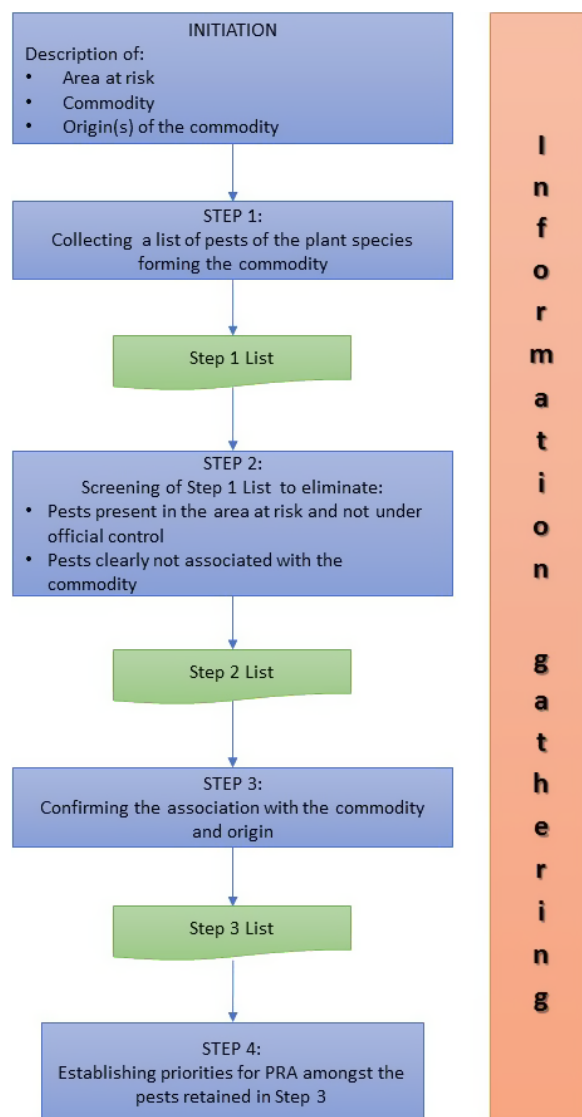 INITIATION
Description of:
• Area at risk
• Commodity
• Origin(s) of the commodity
STEP 1:
Collecting a list of pests of the plant species
forming the commodity
Step 1 List
STEP 2:
Screening of Step 1 List to eliminate:
• Pests present in the area at risk and not under
official control
• Pests clearly not associated with the
commodity
Step 2 List
STEP 3:
Confirming the association with the commodity
and origin
Step 3 List
STEP 4:
Establishing priorities for PRA amongst the
pests retained in Step 3
Information gathering